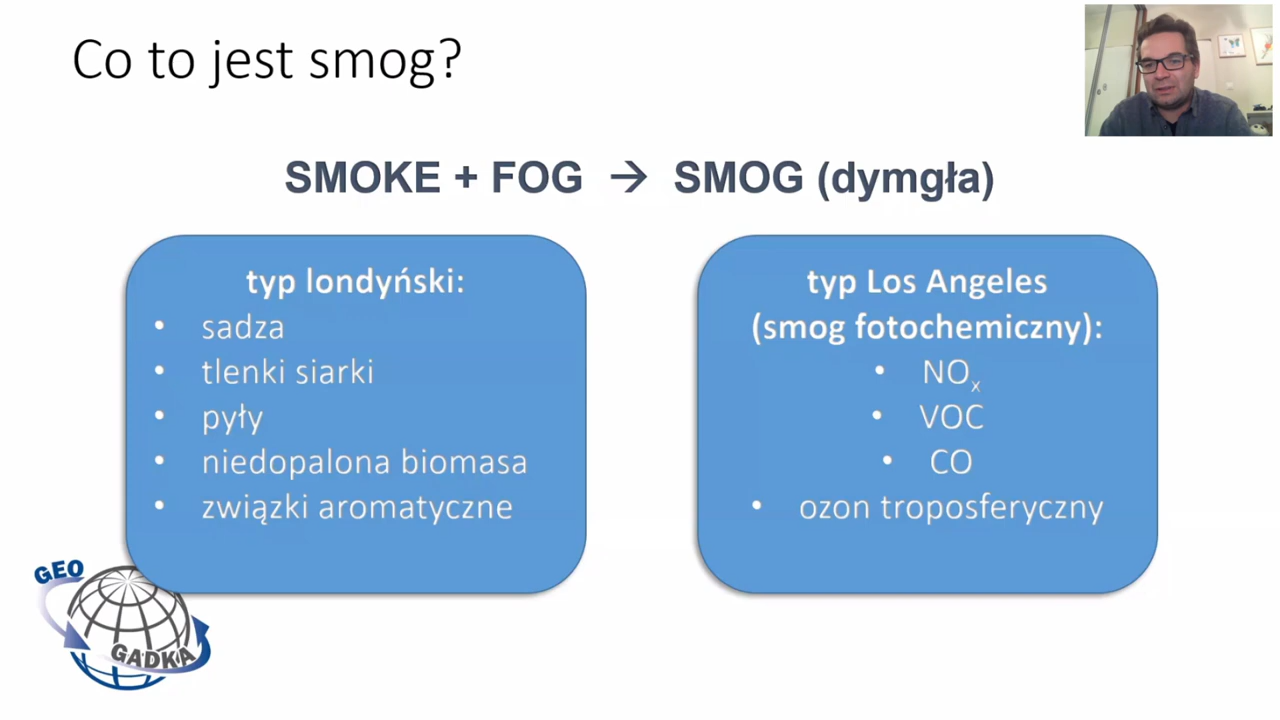 Co to jest smog?
SMOKE + FOG → SMOG (dymgła)
typ londyński:
• sadza
• tlenki siarki
• pyły
• niedopalona biomasa
• związki aromatyczne
typ Los Angeles
(smog fotochemiczny):
• NOx
• VOC
• CO
• ozon troposferyczny
GEO
GADKA